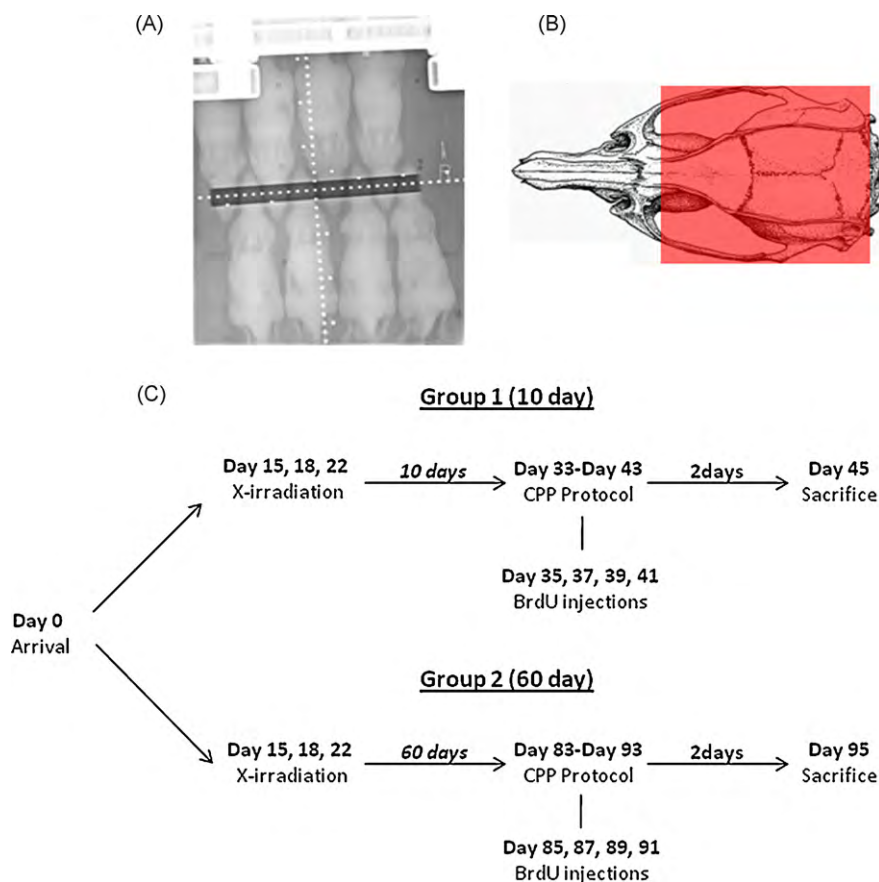 (A)
(B)
(C)
Group 1 (10 day)
Day 15, 18, 22
X-irradiation
10 days
Day 33-Day 43
CPP Protocol
2days
Day 45
Sacrifice
Day 35, 37, 39, 41
BrdU injections
Day 0
Arrival
Group 2 (60 day)
Day 15, 18, 22
X-irradiation
60 days
Day 83-Day 93
CPP Protocol
2days
Day 95
Sacrifice
Day 85, 87, 89, 91
BrdU injections